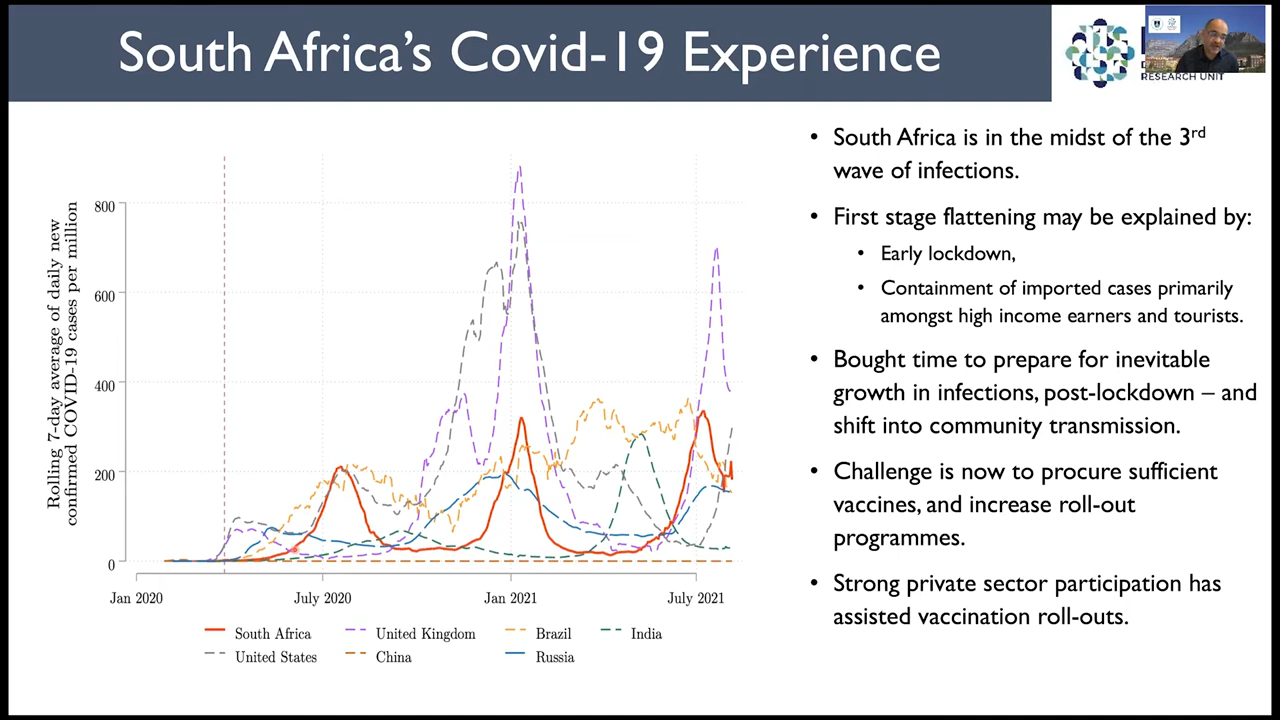 South Africa's Covid-19 Experience
RESEARCH UNIT
Rolling 7-day average of daily new
confirmed COVID-19 cases per million
800
600
400
200
0
Jan 2020
July 2020
Jan 2021
July 2021
South Africa
United Kingdom
Brazil
India
United States
China
Russia
• South Africa is in the midst of the 3rd
wave of infections.
• First stage flattening may be explained by:
• Early lockdown,
• Containment of imported cases primarily
amongst high income earners and tourists.
• Bought time to prepare for inevitable
growth in infections, post-lockdown – and
shift into community transmission.
• Challenge is now to procure sufficient
vaccines, and increase roll-out
programmes.
• Strong private sector participation has
assisted vaccination roll-outs.